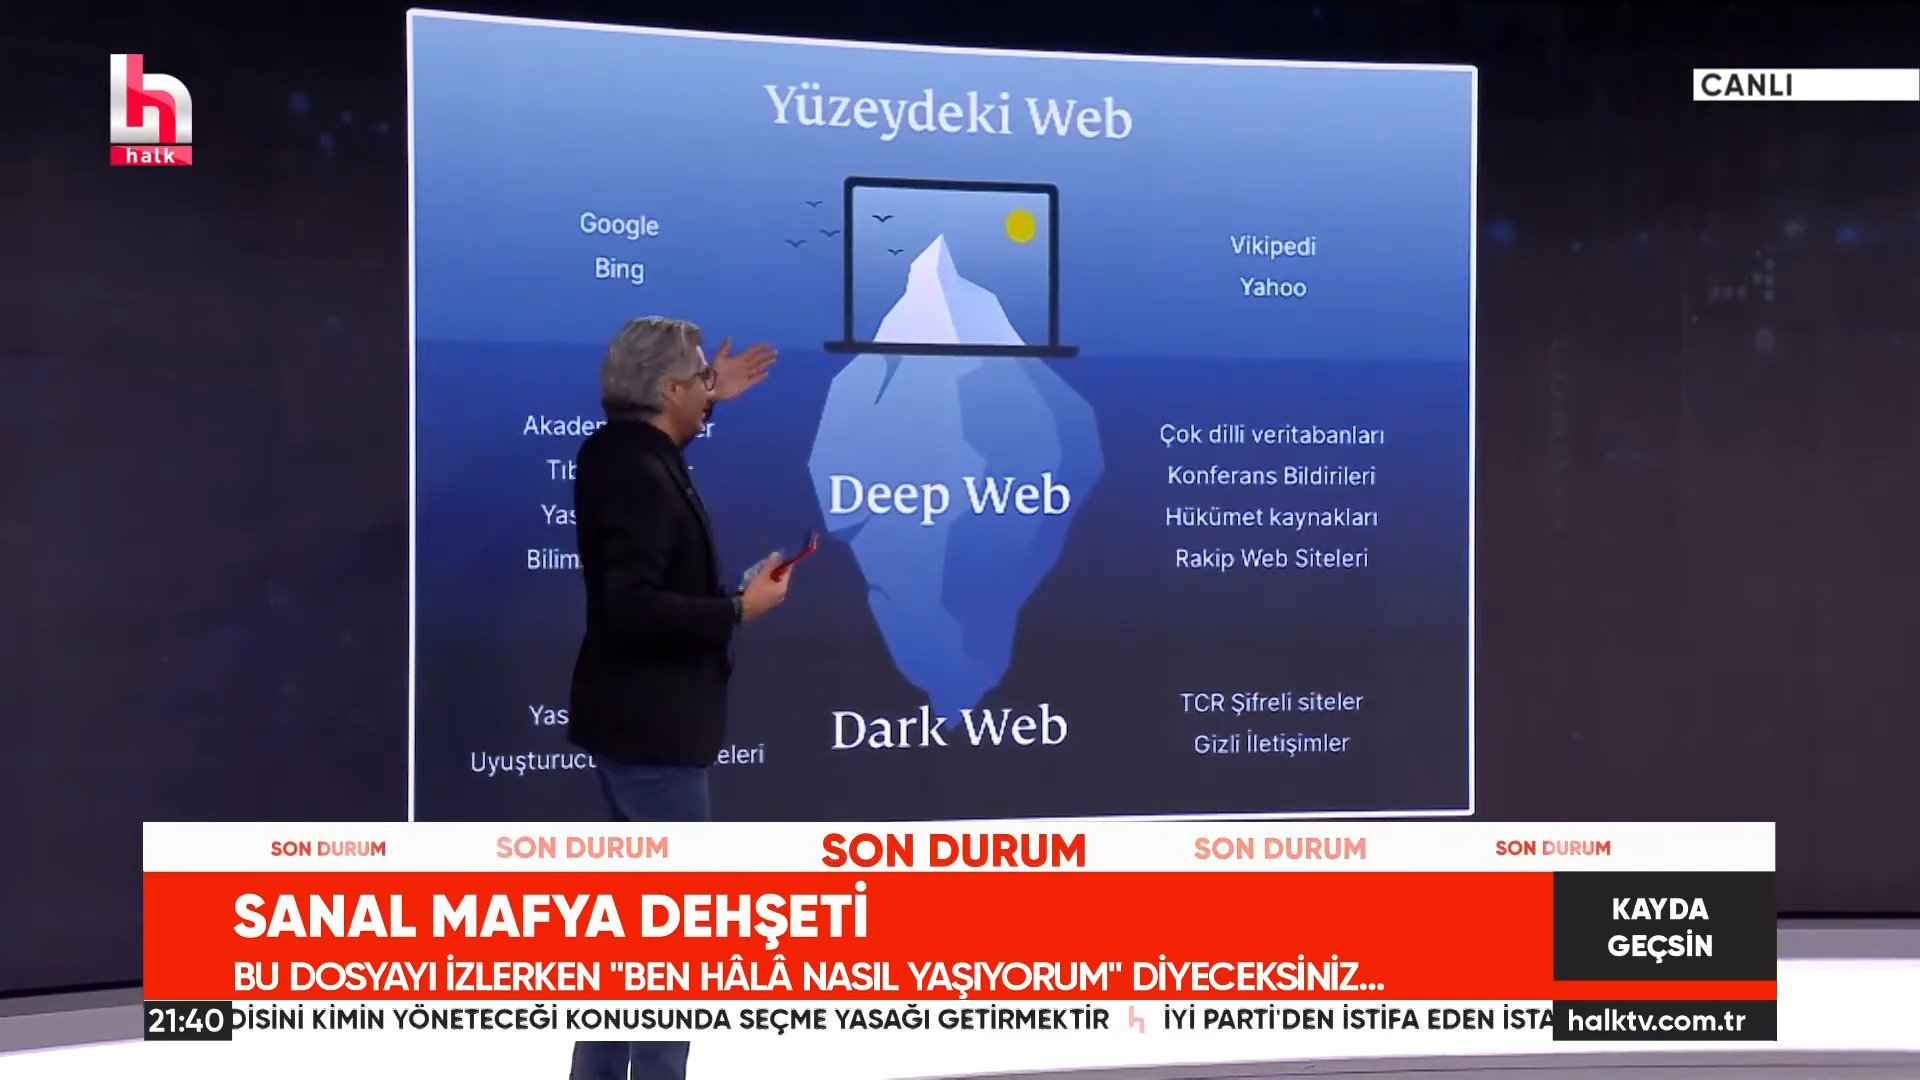 halk
CANLI
Yüzeydeki Web
Google
Bing
Vikipedi
Yahoo
Deep Web
Çok dilli veritabanları
Konferans Bildirileri
Hükümet kaynakları
Rakip Web Siteleri
Dark Web
TCR Şifreli siteler
Gizli İletişimler
SON DURUM SON DURUM SON DURUM SON DURUM SON DURUM
SANAL MAFYA DEHŞETİ
BU DOSYAYI İZLERKEN "BEN HÂLÂ NASIL YAŞIYORUM" DİYECEKSİNİZ...
KAYDA
GEÇSİN
21:40 DİSİNİ KİMİN YÖNETECEĞİ KONUSUNDA SEÇME YASAĞI GETİRMEKTİR h İYİ PARTİ'DEN İSTİFA EDEN İSTA
halktv.com.tr